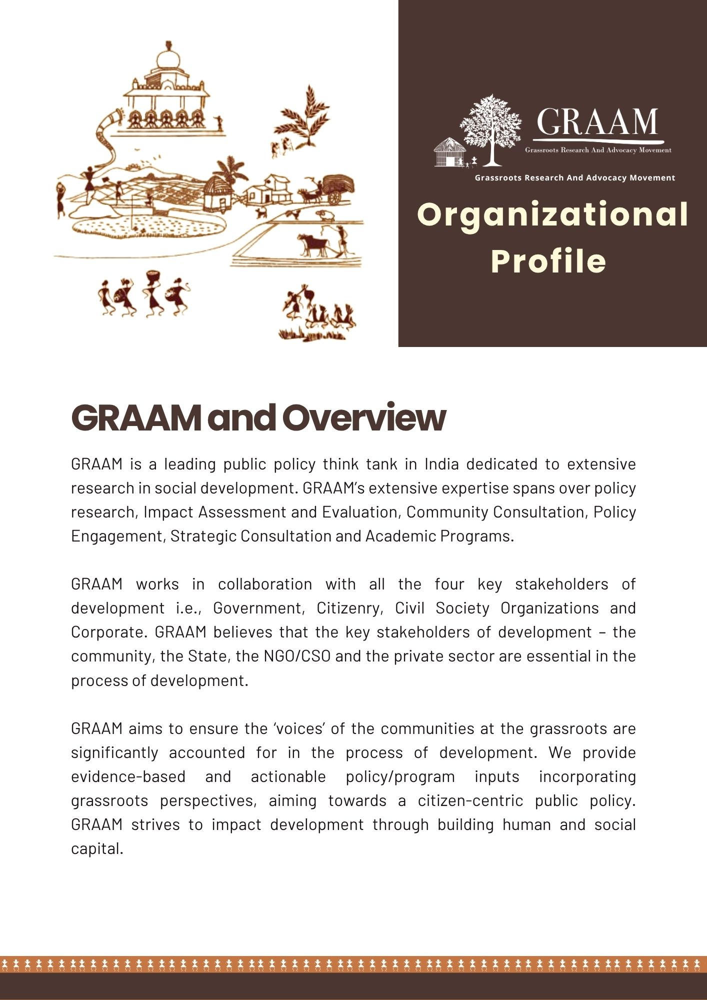 GRAAM
Grassroots Research And Advocacy Movement
Grassroots Research And Advocacy Movement
Organizational
Profile
GRAAM and Overview
GRAAM is a leading public policy think tank in India dedicated to extensive
research in social development. GRAAM’s extensive expertise spans over policy
research, Impact Assessment and Evaluation, Community Consultation, Policy
Engagement, Strategic Consultation and Academic Programs.
GRAAM works in collaboration with all the four key stakeholders of
development i.e., Government, Citizenry, Civil Society Organizations and
Corporate. GRAAM believes that the key stakeholders of development – the
community, the State, the NGO/CSO and the private sector are essential in the
process of development.
GRAAM aims to ensure the ‘voices’ of the communities at the grassroots are
significantly accounted for in the process of development. We provide
evidence-based and actionable policy/program inputs incorporating
grassroots perspectives, aiming towards a citizen-centric public policy.
GRAAM strives to impact development through building human and social
capital.